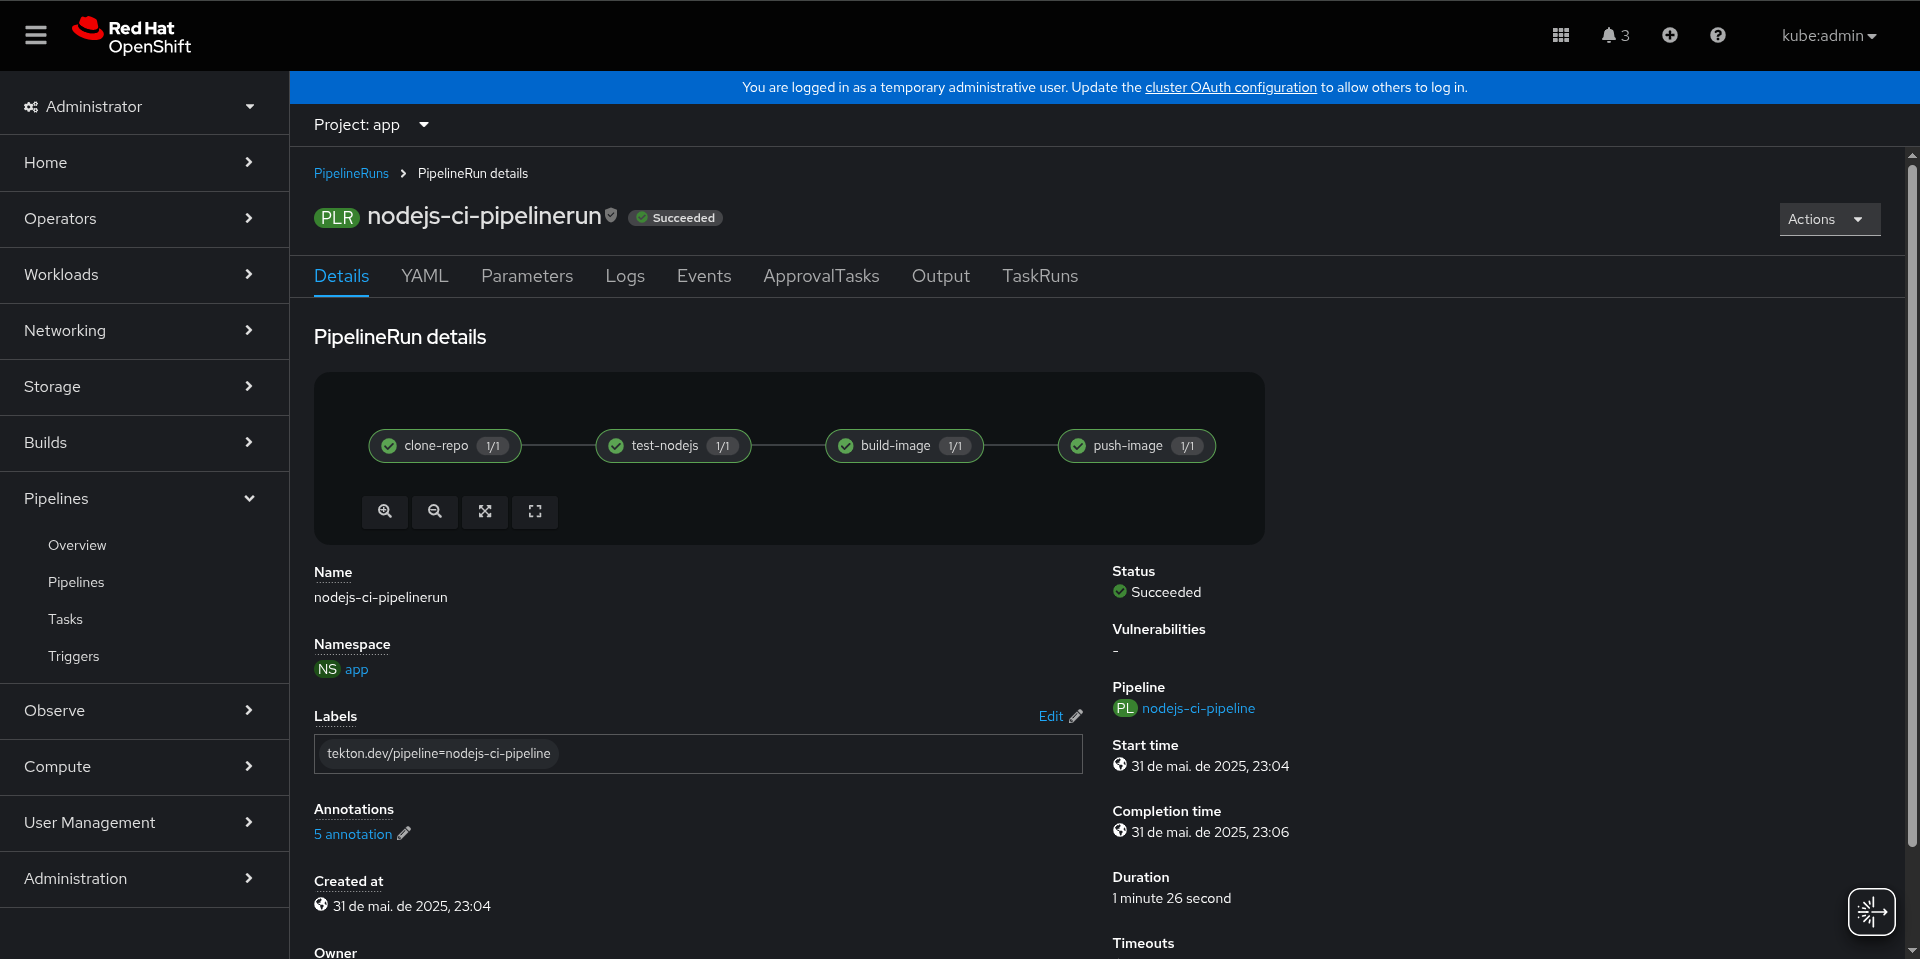 Red Hat
OpenShift
3
kube:admin
Administrator
Home
Operators
Workloads
Networking
Storage
Builds
Pipelines
Overview
Pipelines
Tasks
Triggers
Observe
Compute
User Management
Administration
You are logged in as a temporary administrative user. Update the cluster OAuth configuration to allow others to log in.
Project: app
PipelineRuns PipelineRun details
PLR nodejs-ci-pipelinerun Succeeded
Actions
Details YAML Parameters Logs Events ApprovalTasks Output TaskRuns
PipelineRun details
clone-repo 1/1 test-nodejs 1/1 build-image 1/1 push-image 1/1
Name
nodejs-ci-pipelinerun
Namespace
NS app
Labels Edit
tekton.dev/pipeline=nodejs-ci-pipeline
Annotations
5 annotation
Created at
31 de mai. de 2025, 23:04
Owner
Status
Succeeded
Vulnerabilities
-
Pipeline
PL nodejs-ci-pipeline
Start time
31 de mai. de 2025, 23:04
Completion time
31 de mai. de 2025, 23:06
Duration
1 minute 26 second
Timeouts